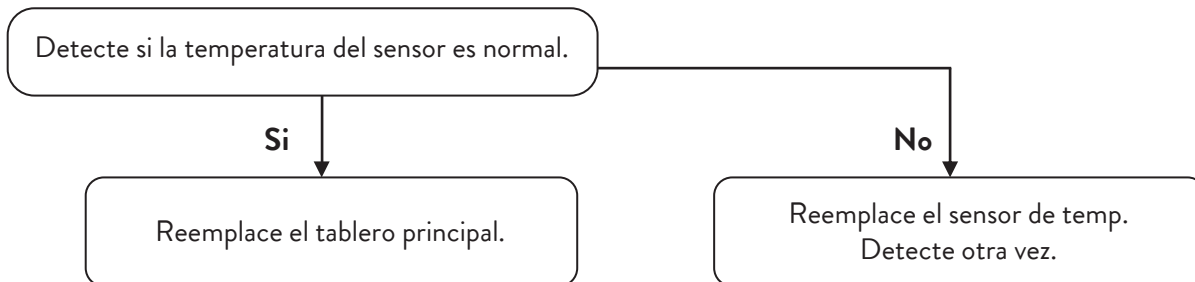 Detecte si la temperatura del sensor es normal.
Si
No
Reemplace el tablero principal.
Reemplace el sensor de temp.
Detecte otra vez.